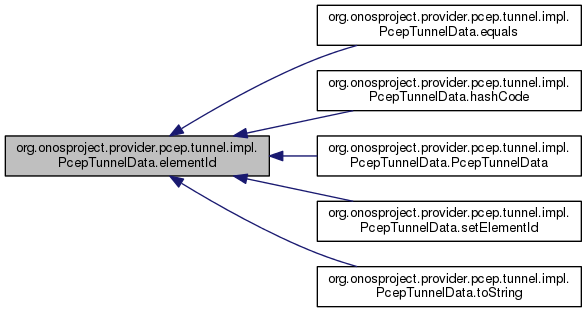 org.onosproject.provider.pcep.tunnel.impl.
PcepTunnelData.elementId
org.onosproject.provider.pcep.tunnel.impl.
PcepTunnelData.equals
org.onosproject.provider.pcep.tunnel.impl.
PcepTunnelData.hashCode
org.onosproject.provider.pcep.tunnel.impl.
PcepTunnelData.PcepTunnelData
org.onosproject.provider.pcep.tunnel.impl.
PcepTunnelData.setElementId
org.onosproject.provider.pcep.tunnel.impl.
PcepTunnelData.toString